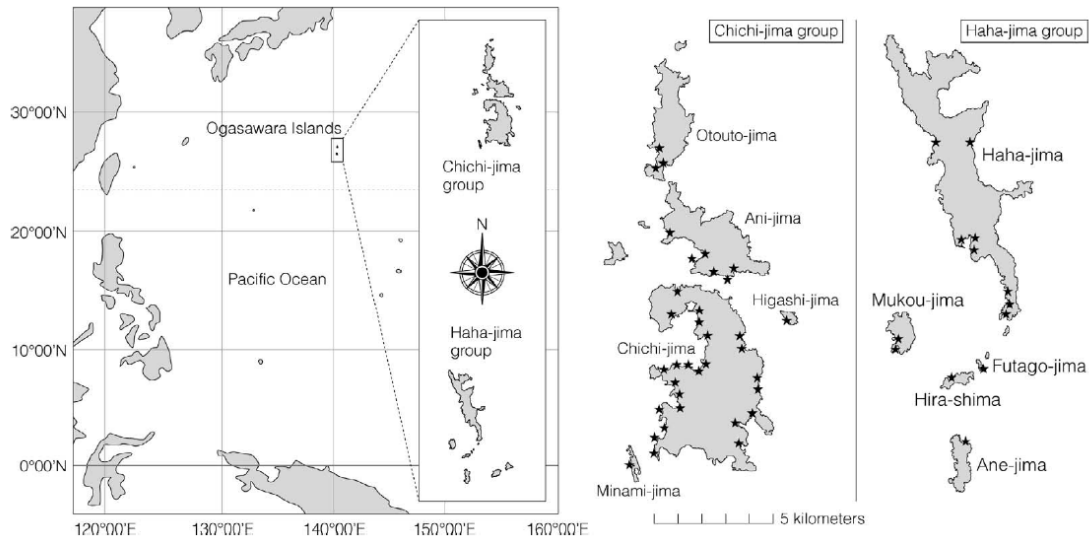 30°00'N
20°00'N
10°00'N
0°00'N
120°00'E
130°00'E
140°00'E
150°00'E
160°00'E
Ogasawara Islands
Pacific Ocean
Chichi-jima
group
N
Haha-jima
group
Chichi-jima group
Otouto-jima
Ani-jima
Higashi-jima
Chichi-jima
Minami-jima
5 kilometers
Haha-jima group
Haha-jima
Mukou-jima
Futago-jima
Hira-shima
Ane-jima